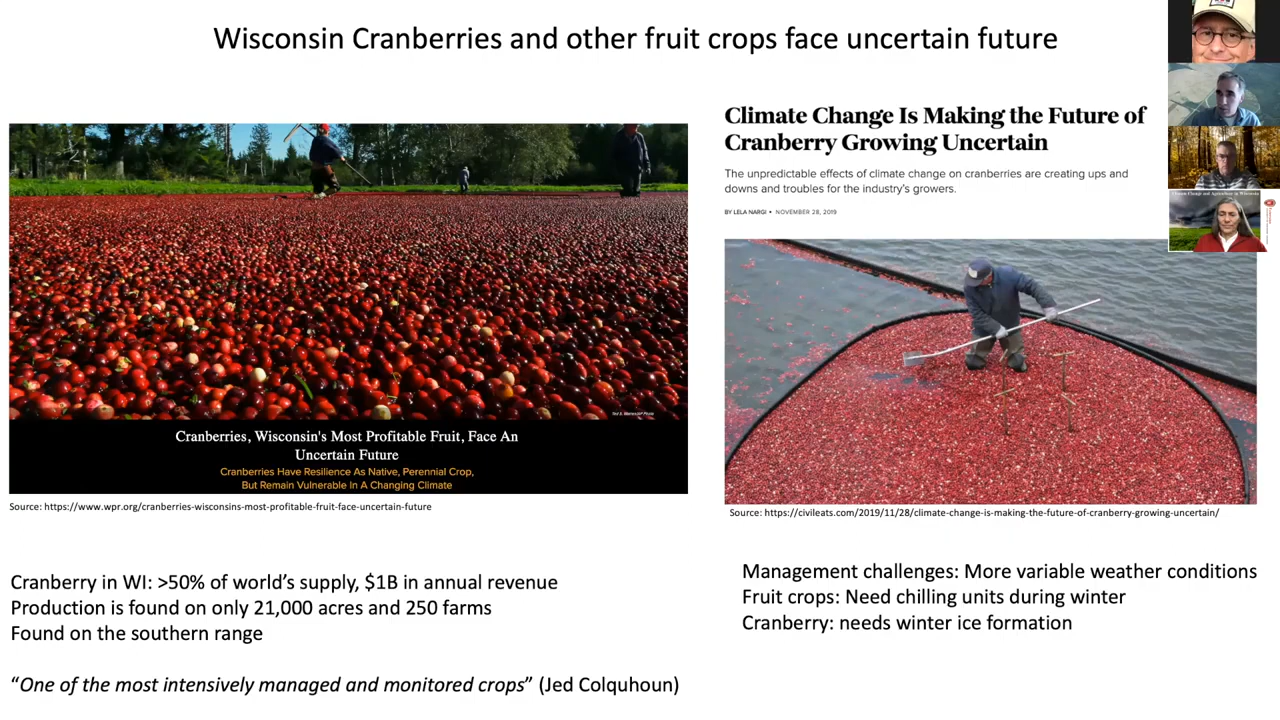 Wisconsin Cranberries and other fruit crops face uncertain future
Climate Change Is Making the Future of
Cranberry Growing Uncertain
The unpredictable effects of climate change on cranberries are creating ups and
downs and troubles for the industry's growers.
BY LELA NARGI • NOVEMBER 28, 2019
Cranberries, Wisconsin's Most Profitable Fruit, Face An
Uncertain Future
Cranberries Have Resilience As Native, Perennial Crop,
But Remain Vulnerable In A Changing Climate
Source: https://www.wpr.org/cranberries-wisconsins-most-profitable-fruit-face-uncertain-future
Source: https://civileats.com/2019/11/28/climate-change-is-making-the-future-of-cranberry-growing-uncertain/
Cranberry in WI: >50% of world's supply, $1B in annual revenue
Production is found on only 21,000 acres and 250 farms
Found on the southern range
"One of the most intensively managed and monitored crops" (Jed Colquhoun)
Management challenges: More variable weather conditions
Fruit crops: Need chilling units during winter
Cranberry: needs winter ice formation
Climate Change and Agriculture in Wisconsin